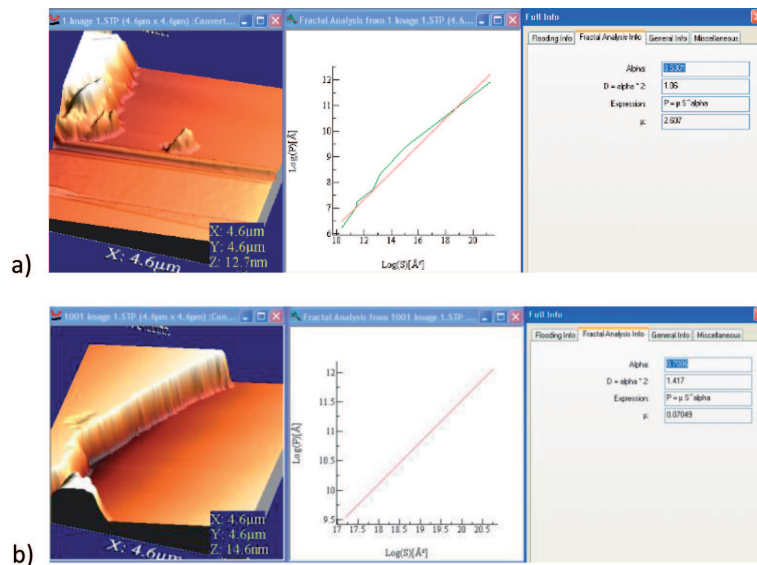 1 Image 1.STP (4.6µm x 4.6µm) :Convert...
Fractal Analysis from 1 Image 1.STP (4.6...
Full Info
Flooding Info Fractal Analysis Info General Info Miscellaneous
Alpha:
D = alpha * 2: 1.06
Expression: P = µ S^alpha
µ: 2.607
12
11
10
9
8
7
6
10 12 14 16 18 20
Log(P)[Å]
Log(S)[Å²]
X: 4.6µm
Y: 4.6µm
Z: 12.7nm
X: 4.6µm
a)
1001 Image 1.STP (4.6µm x 4.6µm) :Con...
Fractal Analysis from 1001 Image 1.STP ...
Full Info
Flooding Info Fractal Analysis Info General Info Miscellaneous
Alpha:
D = alpha * 2: 1.417
Expression: P = µ S^alpha
µ: 0.07049
12
11.5
11
10.5
10
9.5
17 17.5 18 18.5 19 19.5 20 20.5
Log(P)[Å]
Log(S)[Å²]
X: 4.6µm
Y: 4.6µm
Z: 14.6nm
X: 4.6µm
b)